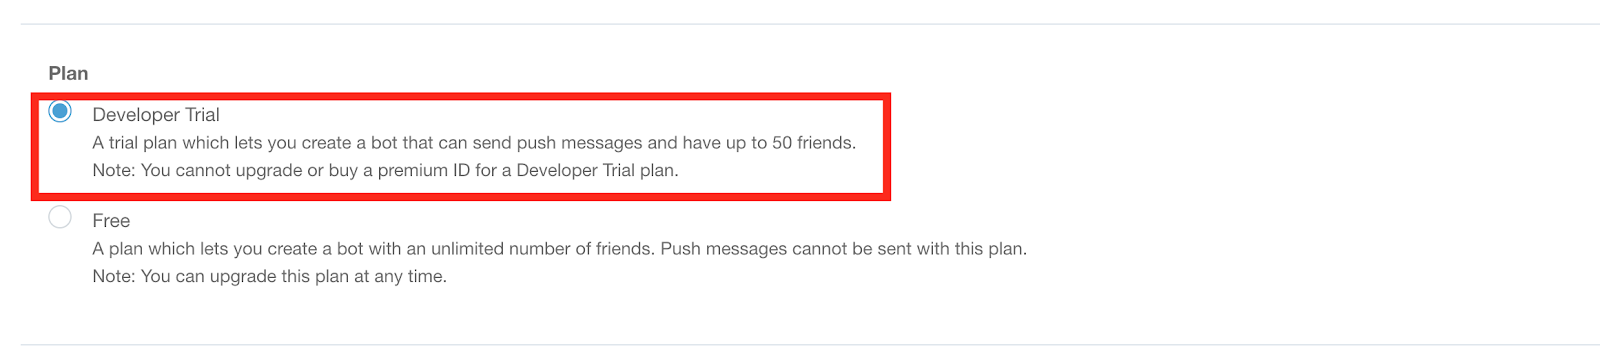 Plan
Developer Trial
A trial plan which lets you create a bot that can send push messages and have up to 50 friends.
Note: You cannot upgrade or buy a premium ID for a Developer Trial plan.
Free
A plan which lets you create a bot with an unlimited number of friends. Push messages cannot be sent with this plan.
Note: You can upgrade this plan at any time.